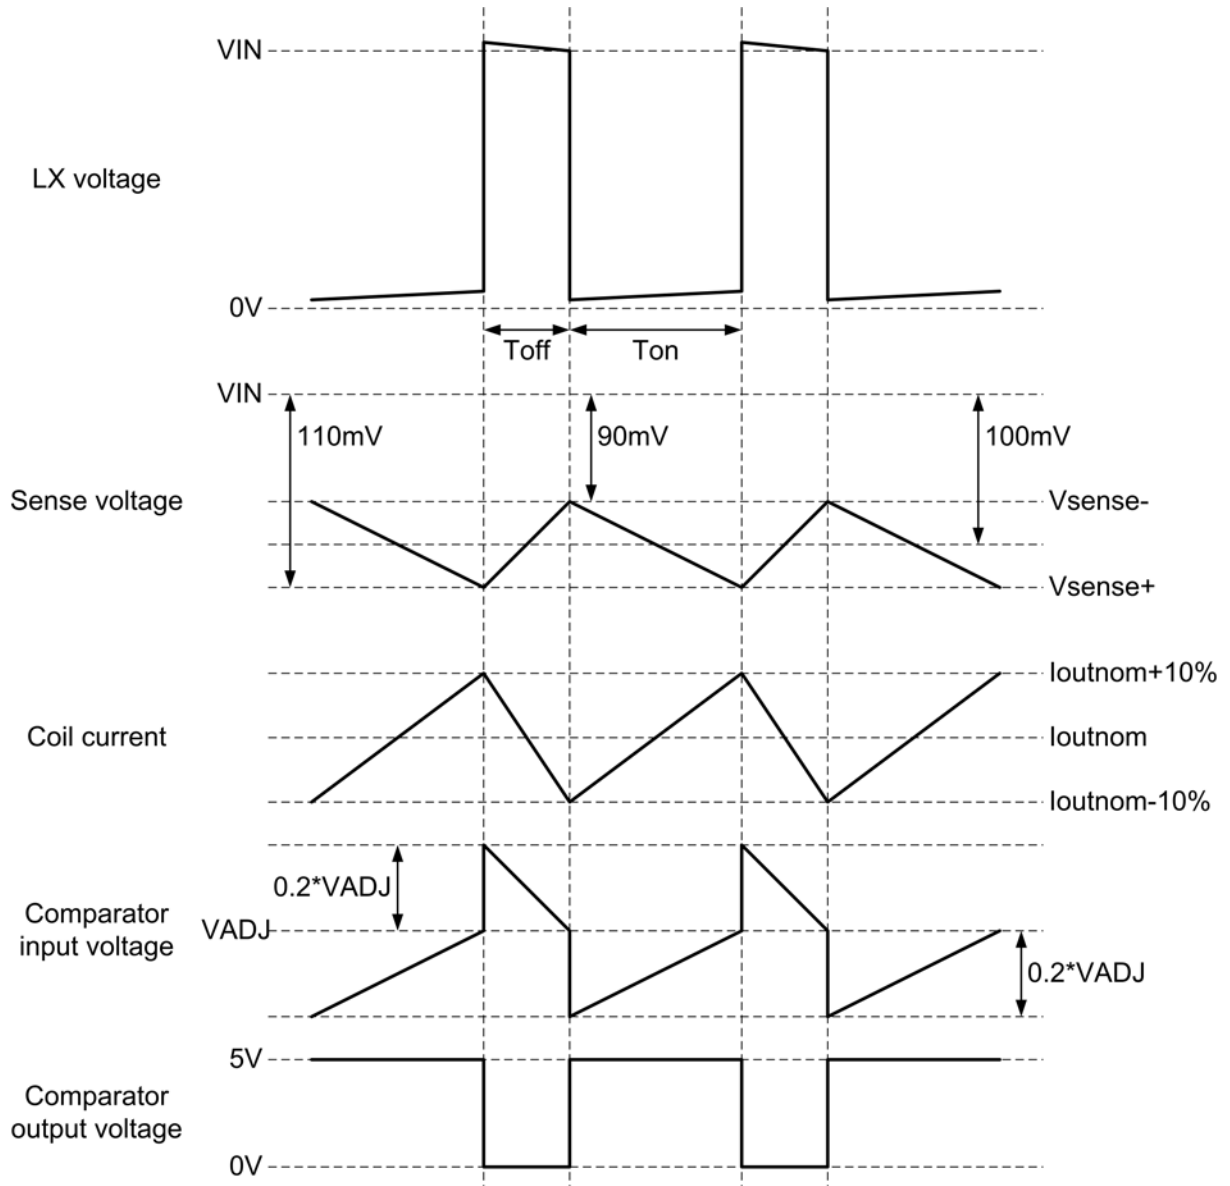 VIN
LX voltage
0V
Toff
Ton
VIN
110mV
90mV
100mV
Sense voltage
Vsense-
Vsense+
Ioutnom+10%
Coil current
Ioutnom
Ioutnom-10%
0.2*VADJ
Comparator
input voltage
VADJ
0.2*VADJ
5V
Comparator
output voltage
0V